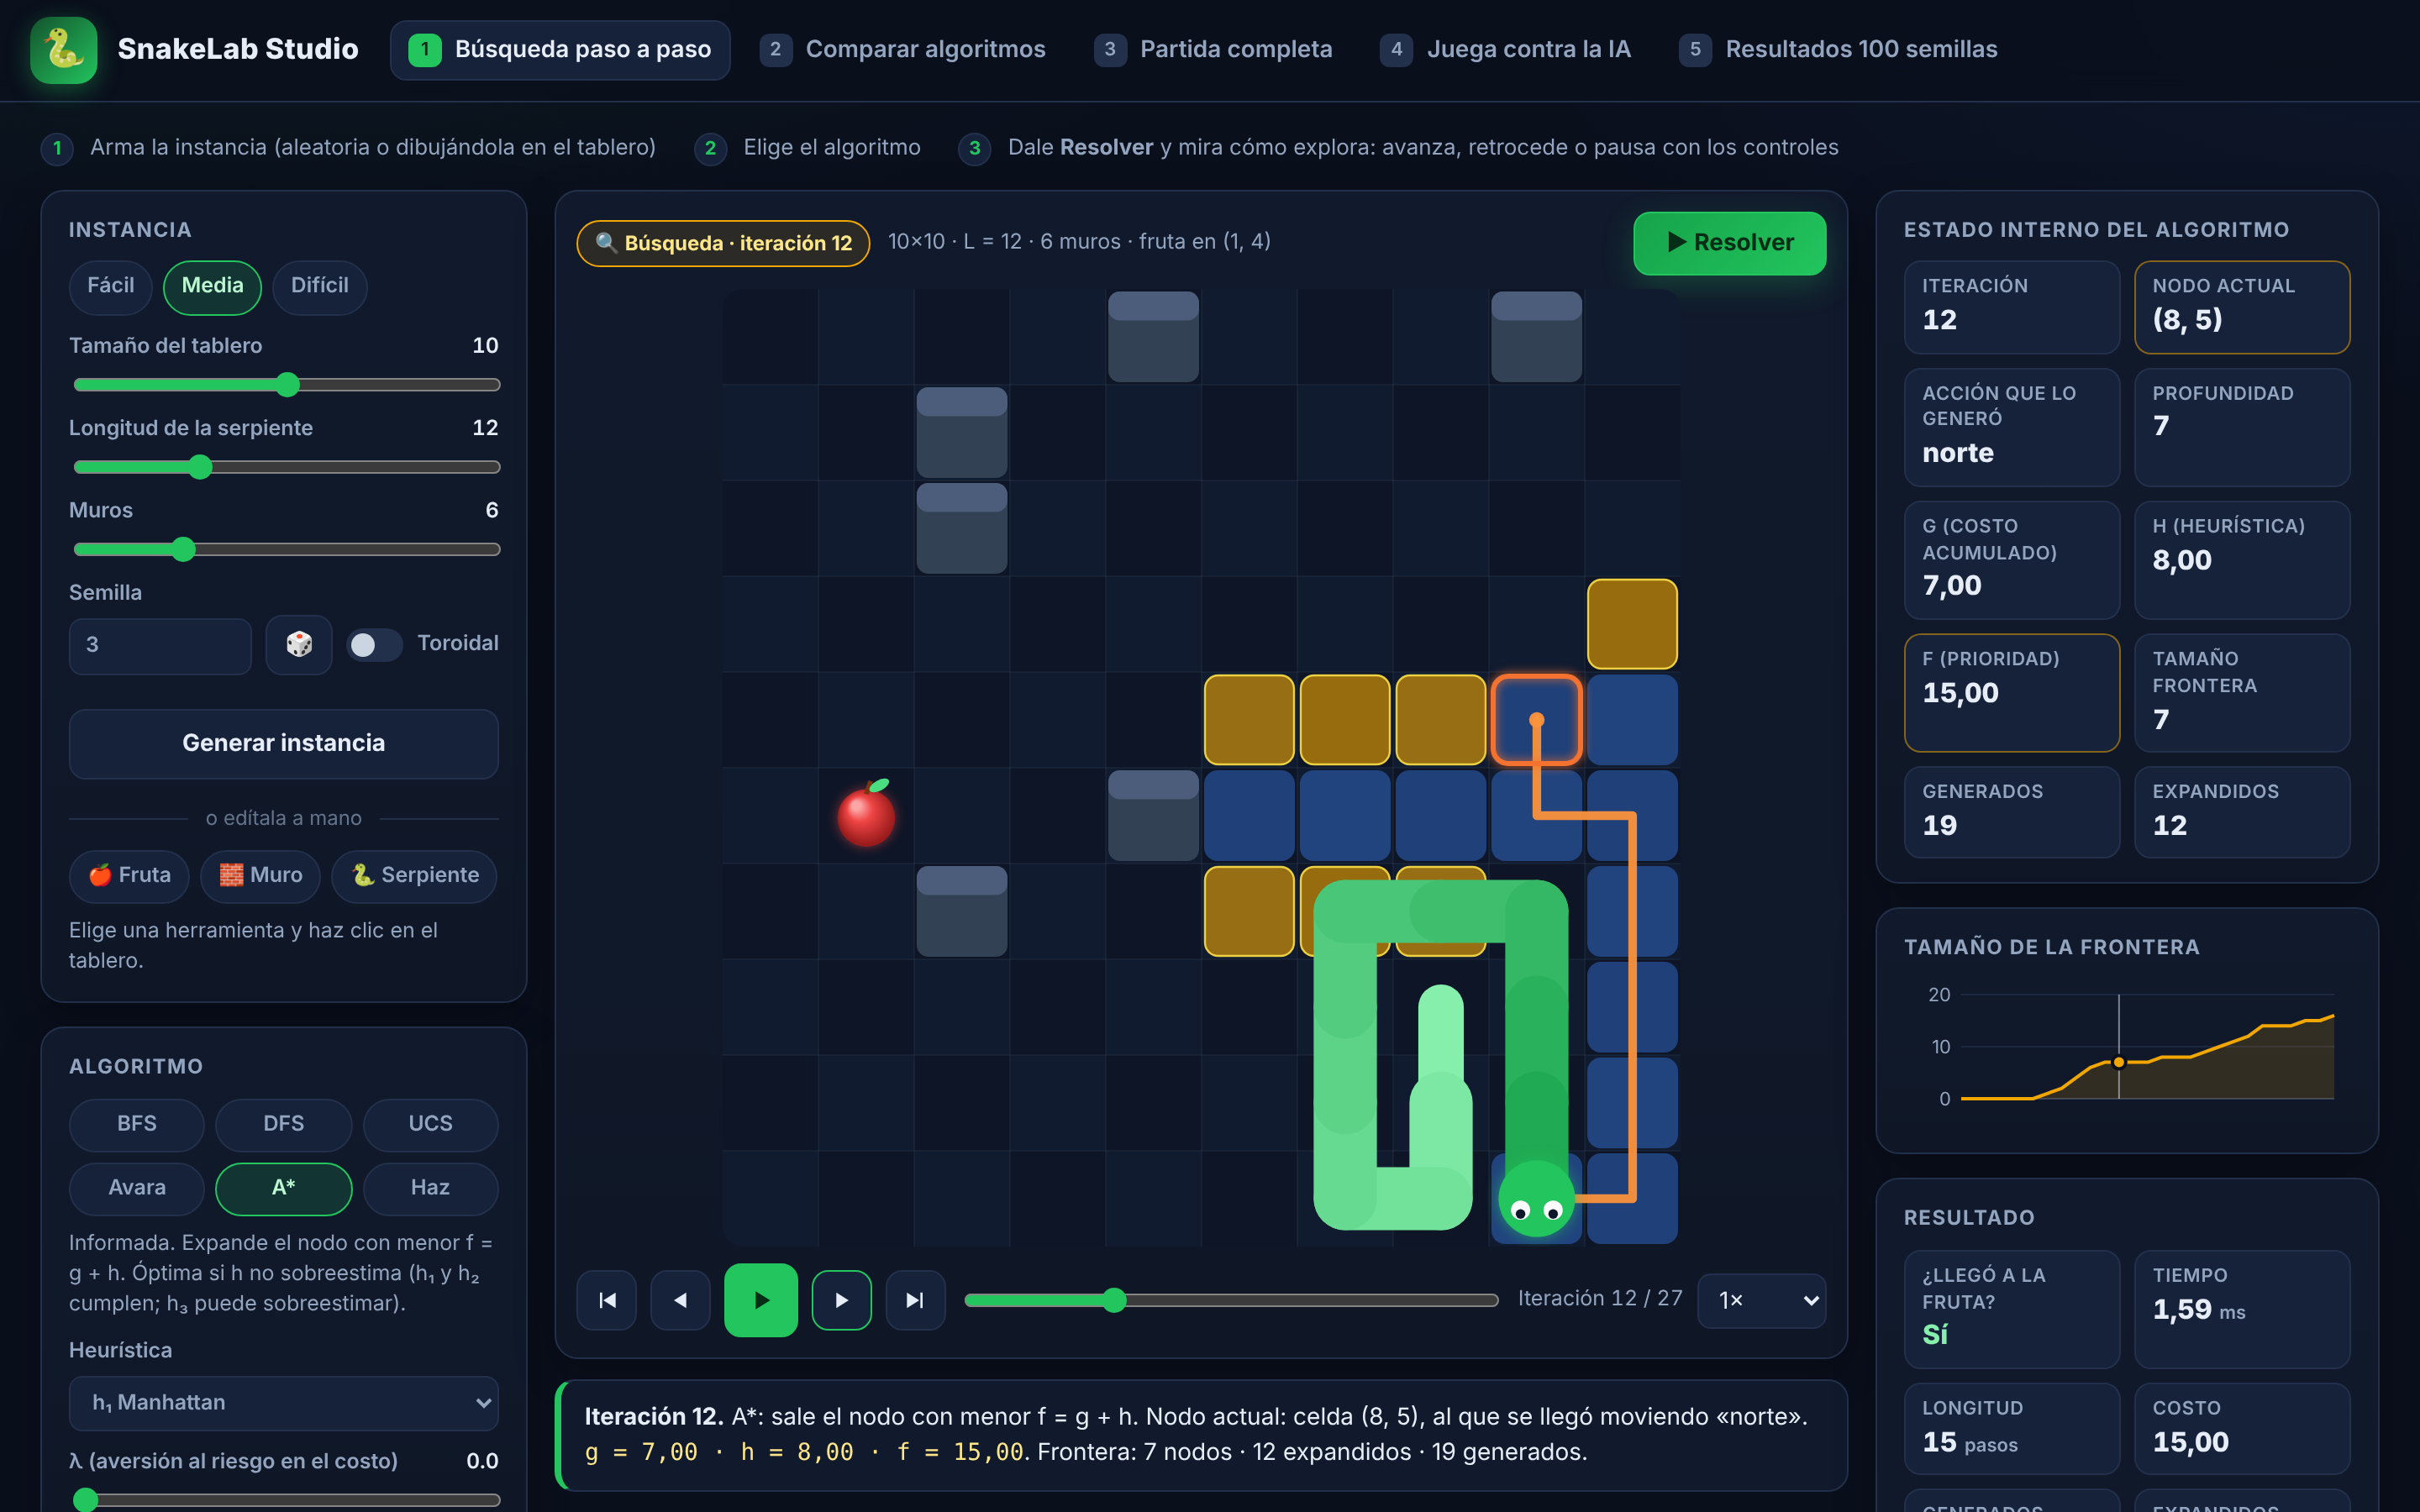 SnakeLab Studio
1 Búsqueda paso a paso
2 Comparar algoritmos
3 Partida completa
4 Juega contra la IA
5 Resultados 100 semillas
1 Arma la instancia (aleatoria o dibujándola en el tablero)
2 Elige el algoritmo
3 Dale Resolver y mira cómo explora: avanza, retrocede o pausa con los controles
INSTANCIA
Fácil
Media
Difícil
Tamaño del tablero 10
Longitud de la serpiente 12
Muros 6
Semilla
3
Toroidal
Generar instancia
o edítala a mano
Fruta
Muro
Serpiente
Elige una herramienta y haz clic en el
tablero.
ALGORITMO
BFS
DFS
UCS
Avara
A*
Haz
Informada. Expande el nodo con menor f =
g + h. Óptima si h no sobreestima (h₁ y h₂
cumplen; h₃ puede sobreestimar).
Heurística
h₁ Manhattan
λ (aversión al riesgo en el costo) 0.0
Búsqueda · iteración 12
10×10 · L = 12 · 6 muros · fruta en (1, 4)
Resolver
Iteración 12 / 27
1×
Iteración 12. A*: sale el nodo con menor f = g + h. Nodo actual: celda (8, 5), al que se llegó moviendo «norte».
g = 7,00 · h = 8,00 · f = 15,00. Frontera: 7 nodos · 12 expandidos · 19 generados.
ESTADO INTERNO DEL ALGORITMO
ITERACIÓN
12
NODO ACTUAL
(8, 5)
ACCIÓN QUE LO
GENERÓ
norte
PROFUNDIDAD
7
G (COSTO
ACUMULADO)
7,00
H (HEURÍSTICA)
8,00
F (PRIORIDAD)
15,00
TAMAÑO
FRONTERA
7
GENERADOS
19
EXPANDIDOS
12
TAMAÑO DE LA FRONTERA
20
10
0
RESULTADO
¿LLEGÓ A LA
FRUTA?
Sí
TIEMPO
1,59 ms
LONGITUD
15 pasos
COSTO
15,00
GENERADOS
EXPANDIDOS